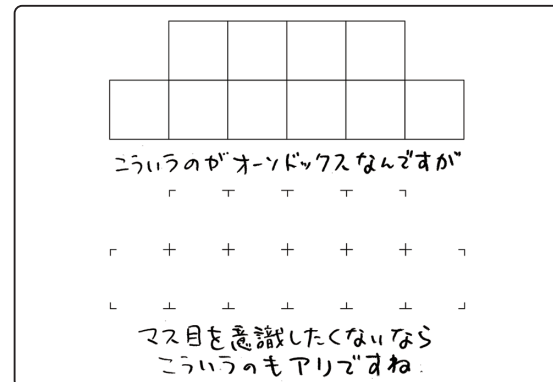 こういうのがオーソドックスなんですが
マス目を意識したくないなら
こういうのもアリですね